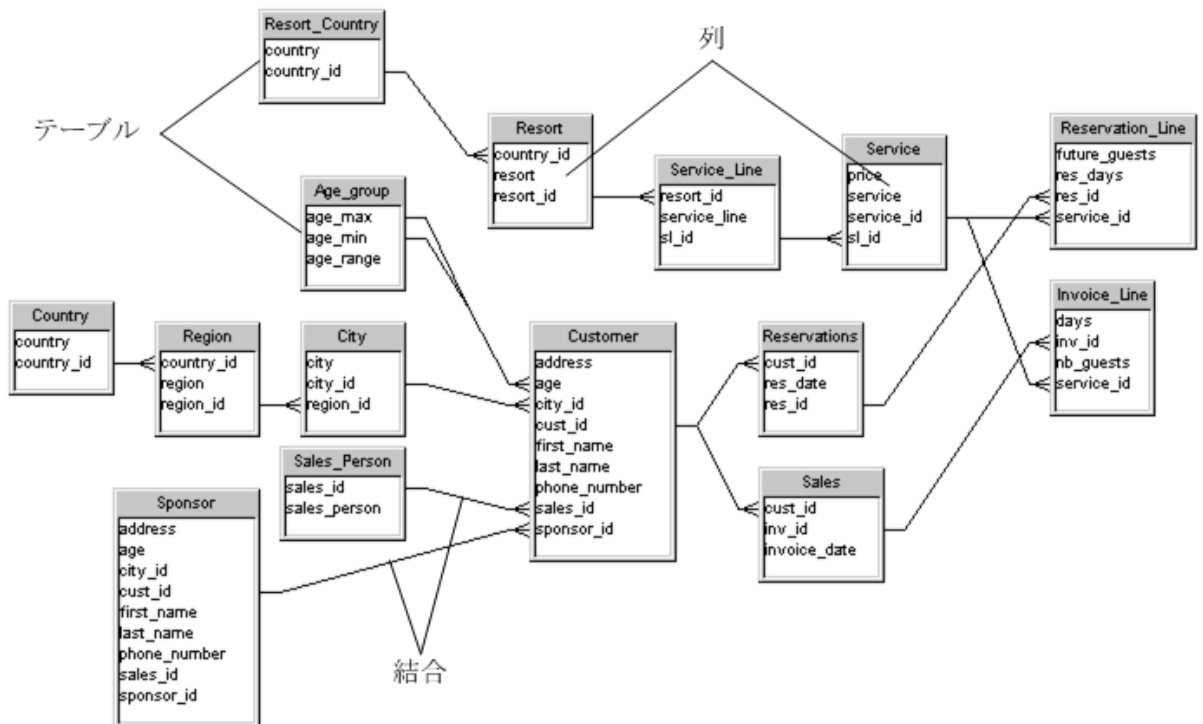 Resort_Country
country
country_id
列
テーブル
Resort
country_id
resort
resort_id
Service_Line
resort_id
service_line
sl_id
Service
price
service
service_id
sl_id
Reservation_Line
future_guests
res_days
res_id
service_id
Age_group
age_max
age_min
age_range
Country
country
country_id
Region
country_id
region
region_id
City
city
city_id
region_id
Customer
address
age
city_id
cust_id
first_name
last_name
phone_number
sales_id
sponsor_id
Reservations
cust_id
res_date
res_id
Invoice_Line
days
inv_id
nb_guests
service_id
Sales_Person
sales_id
sales_person
Sales
cust_id
inv_id
invoice_date
Sponsor
address
age
city_id
cust_id
first_name
last_name
phone_number
sales_id
sponsor_id
結合